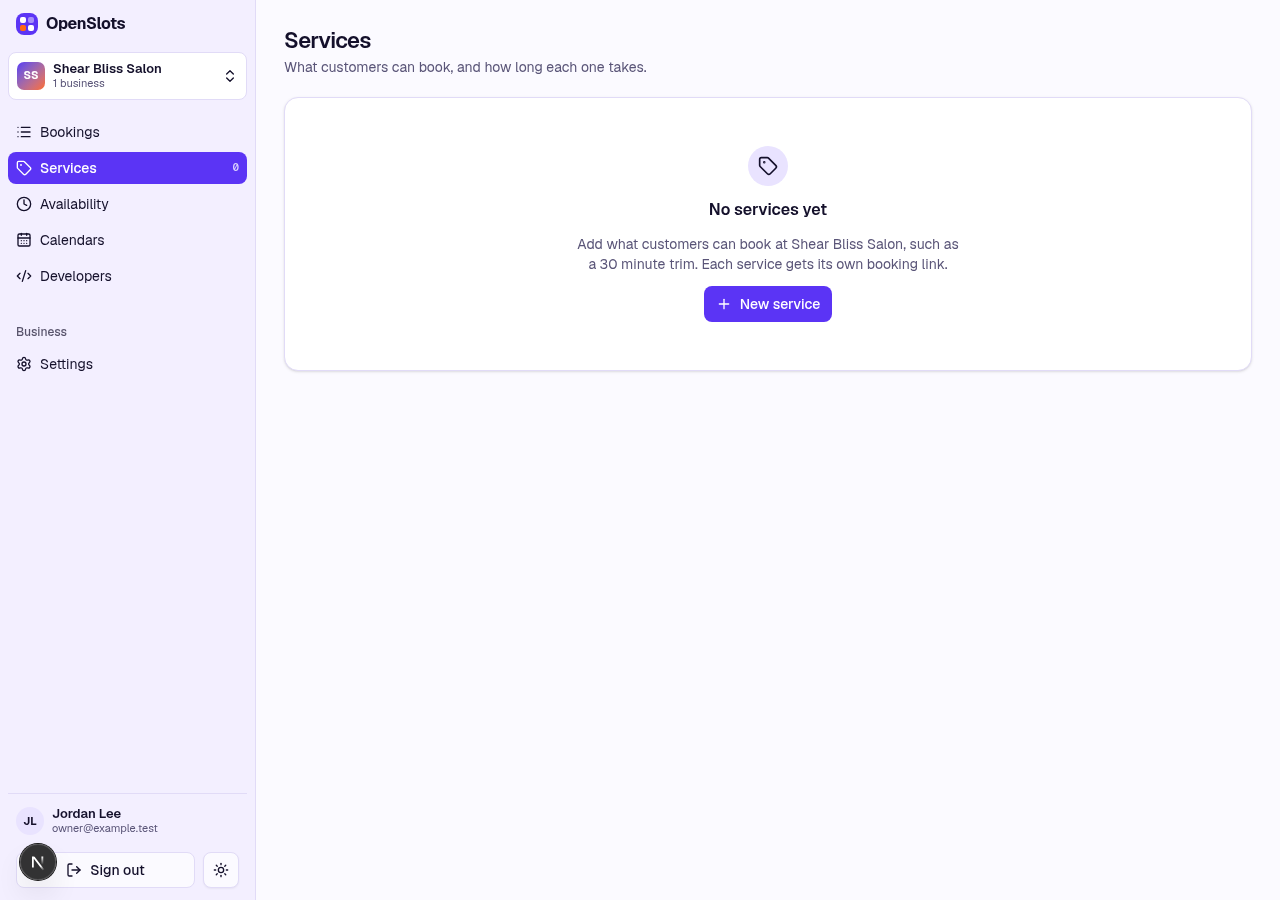 OpenSlots
SS
Shear Bliss Salon
1 business
Bookings
Services
0
Availability
Calendars
Developers
Business
Settings
JL
Jordan Lee
owner@example.test
N
Sign out
Services
What customers can book, and how long each one takes.
No services yet
Add what customers can book at Shear Bliss Salon, such as
a 30 minute trim. Each service gets its own booking link.
New service